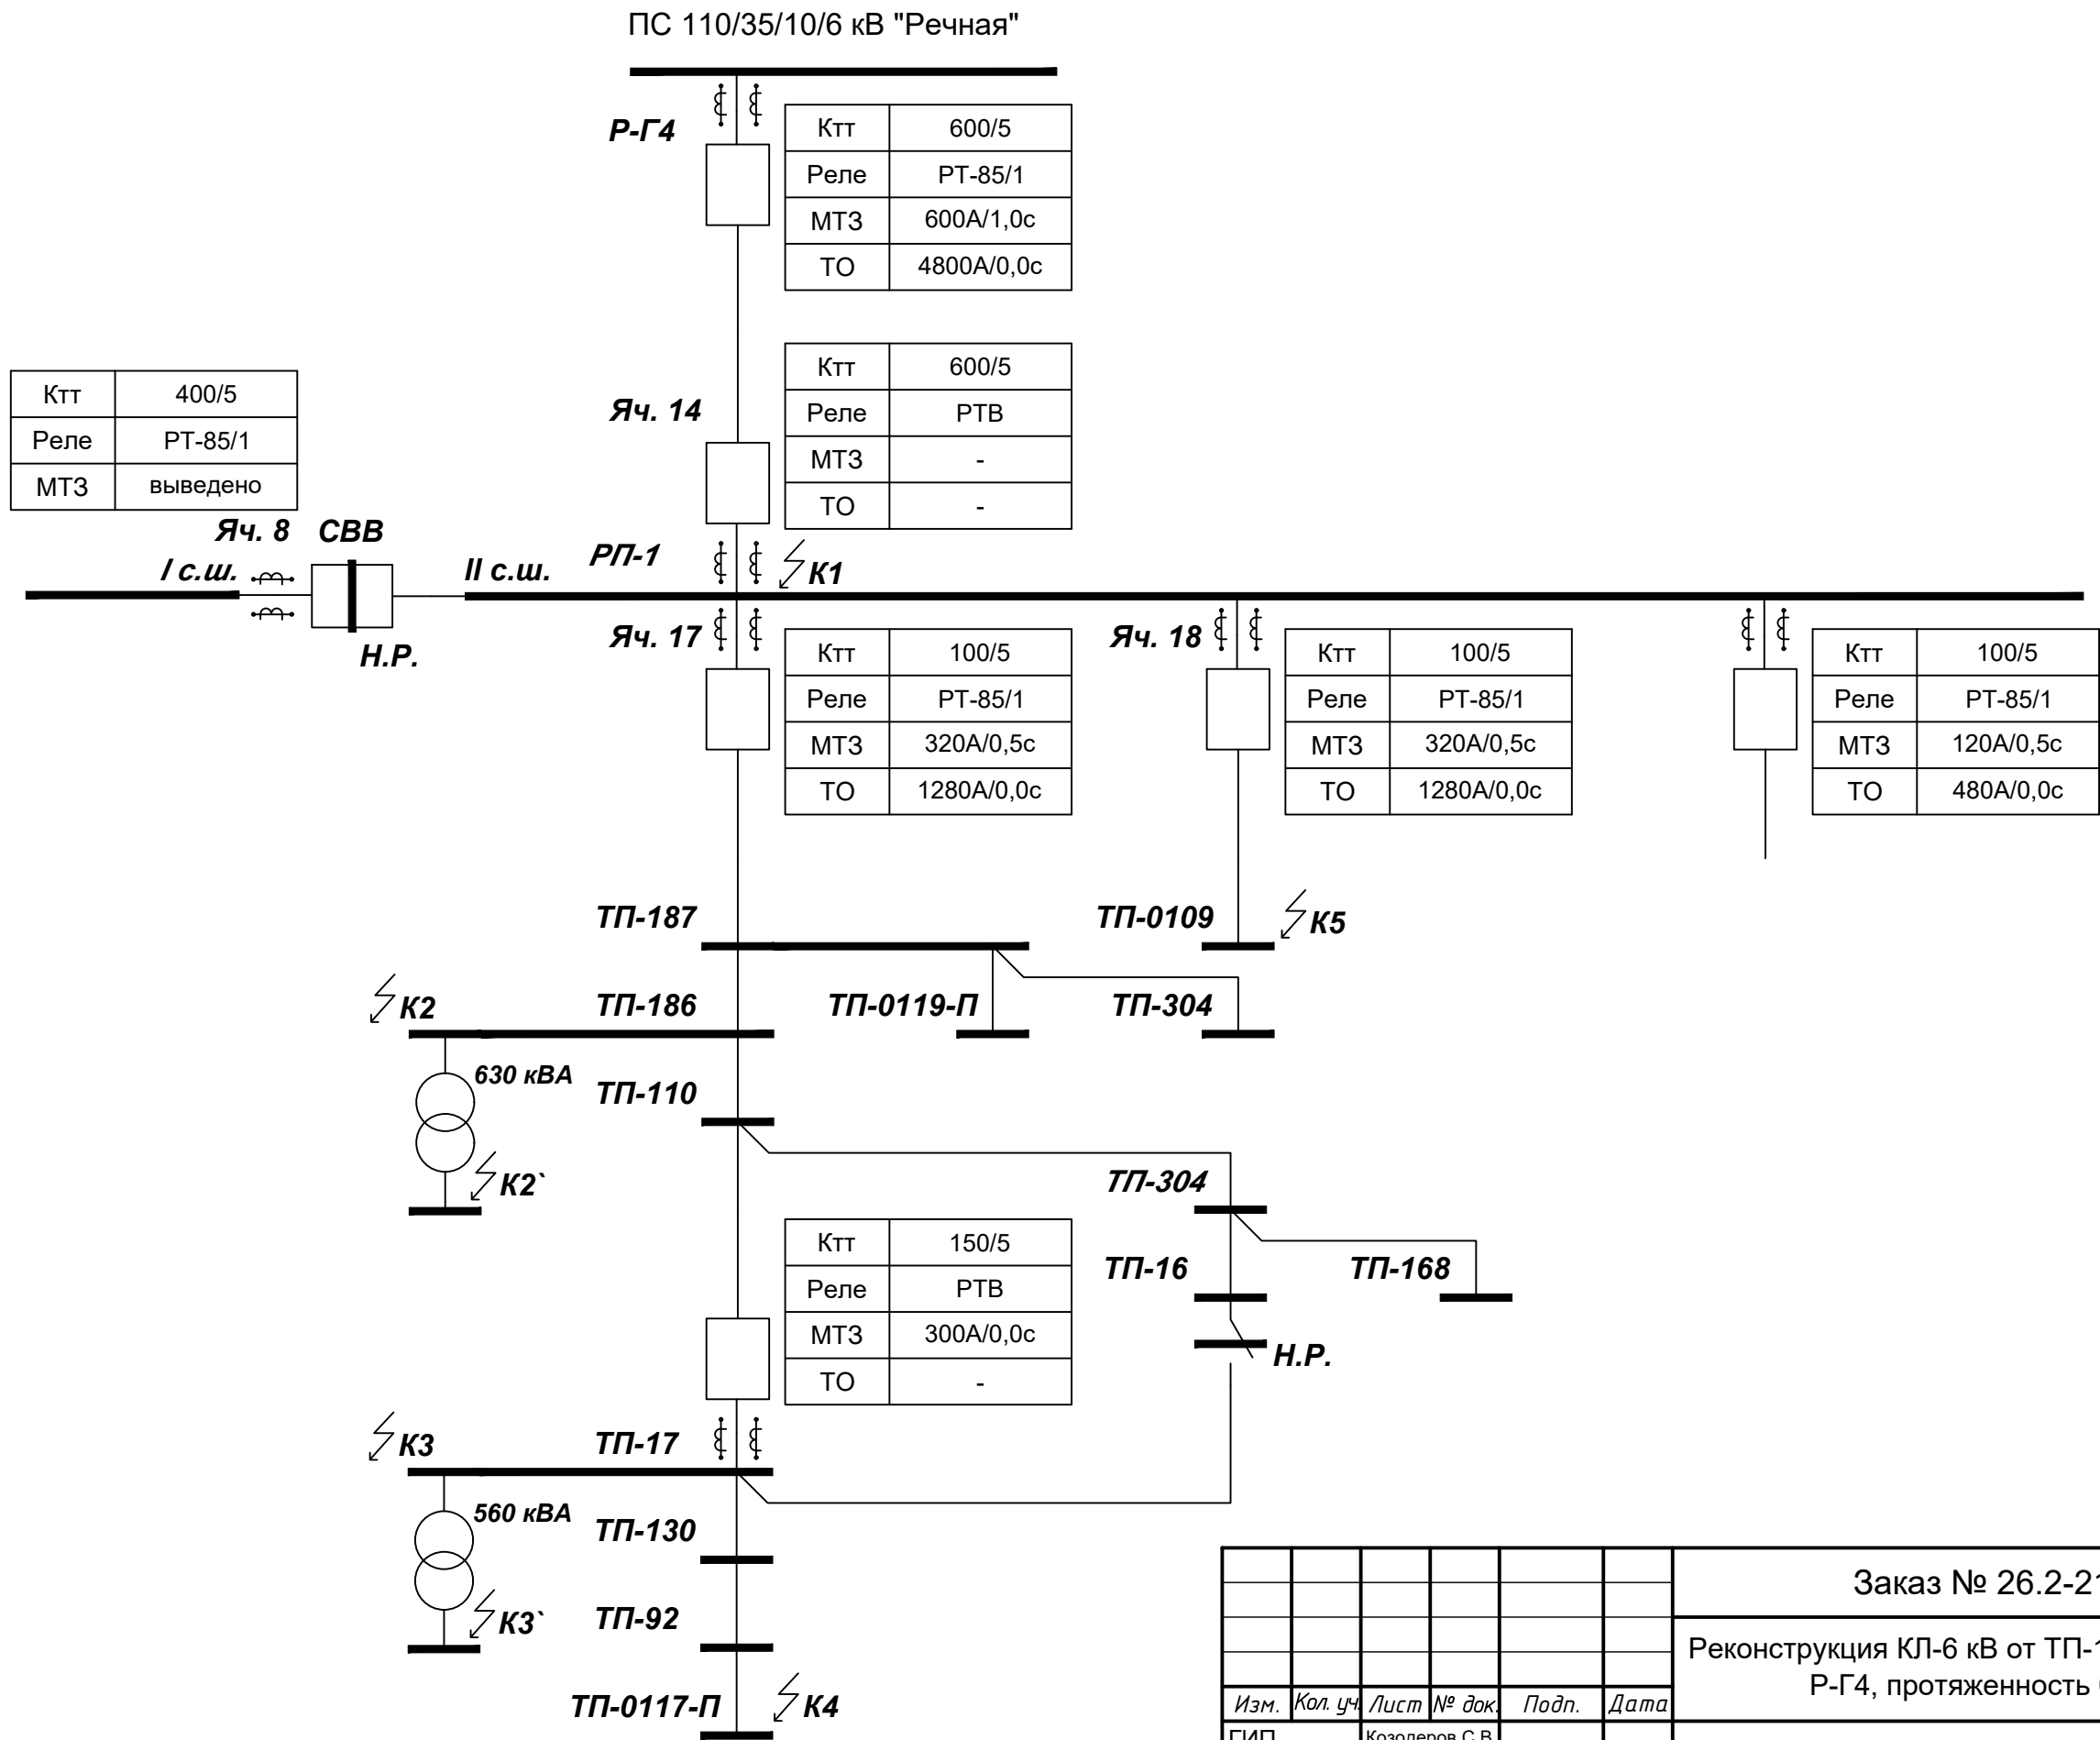 ПС 110/35/10/6 кВ "Речная"
Р-Г4
Ктт 600/5
Реле РТ-85/1
МТЗ 600А/1,0с
ТО 4800А/0,0с
Ктт 600/5
Реле РТВ
МТЗ -
ТО -
Яч. 14
Ктт 400/5
Реле РТ-85/1
МТЗ выведено
Яч. 8 СВВ
I с.ш.
II с.ш.
РП-1
К1
Н.Р.
Яч. 17
Ктт 100/5
Реле РТ-85/1
МТЗ 320А/0,5с
ТО 1280А/0,0с
Яч. 18
Ктт 100/5
Реле РТ-85/1
МТЗ 320А/0,5с
ТО 1280А/0,0с
Ктт 100/5
Реле РТ-85/1
МТЗ 120А/0,5с
ТО 480А/0,0с
ТП-187
ТП-0109
К5
К2
ТП-186
ТП-0119-П
ТП-304
630 кВА
ТП-110
К2`
ТП-304
Ктт 150/5
Реле РТВ
МТЗ 300А/0,0с
ТО -
ТП-16
ТП-168
Н.Р.
К3
ТП-17
560 кВА
ТП-130
К3`
ТП-92
ТП-0117-П
К4
Заказ № 26.2-21
Реконструкция КЛ-6 кВ от ТП-1
Р-Г4, протяженность
Изм. Кол. уч. Лист № док. Подп. Дата
ГИП Козодеров С.В.